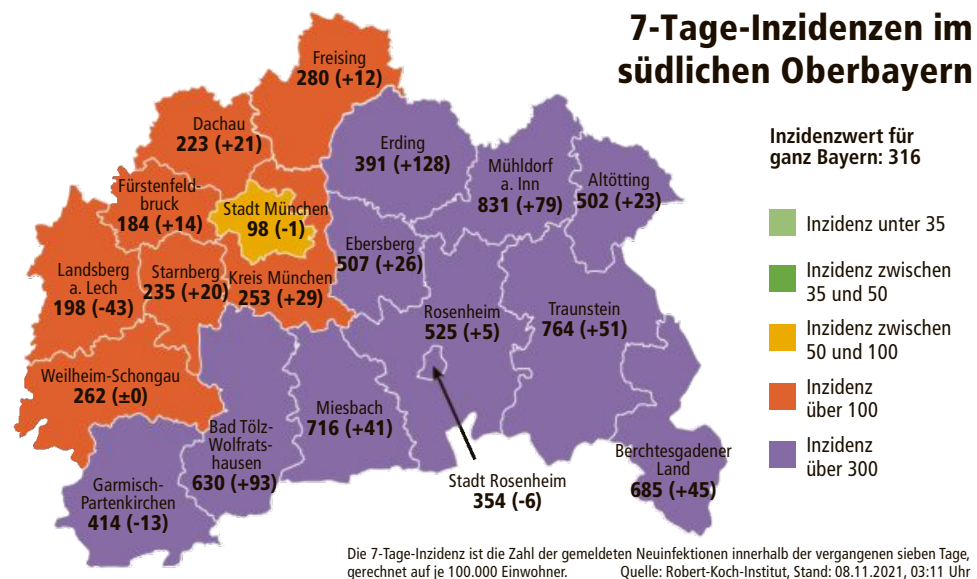 7-Tage-Inzidenzen im
südlichen Oberbayern
Inzidenzwert für
ganz Bayern: 316
Inzidenz unter 35
Inzidenz zwischen
35 und 50
Inzidenz zwischen
50 und 100
Inzidenz
über 100
Inzidenz
über 300
Freising
280 (+12)
Dachau
223 (+21)
Erding
391 (+128)
Mühldorf
a. Inn
831 (+79)
Altötting
502 (+23)
Fürstenfeld-
bruck
184 (+14)
Stadt München
98 (-1)
Ebersberg
507 (+26)
Landsberg
a. Lech
198 (-43)
Starnberg
235 (+20)
Kreis München
253 (+29)
Rosenheim
525 (+5)
Traunstein
764 (+51)
Weilheim-Schongau
262 (±0)
Bad Tölz-
Wolfrats-
hausen
630 (+93)
Miesbach
716 (+41)
Garmisch-
Partenkirchen
414 (-13)
Stadt Rosenheim
354 (-6)
Berchtesgadener
Land
685 (+45)
Die 7-Tage-Inzidenz ist die Zahl der gemeldeten Neuinfektionen innerhalb der vergangenen sieben Tage,
gerechnet auf je 100.000 Einwohner. Quelle: Robert-Koch-Institut, Stand: 08.11.2021, 03:11 Uhr